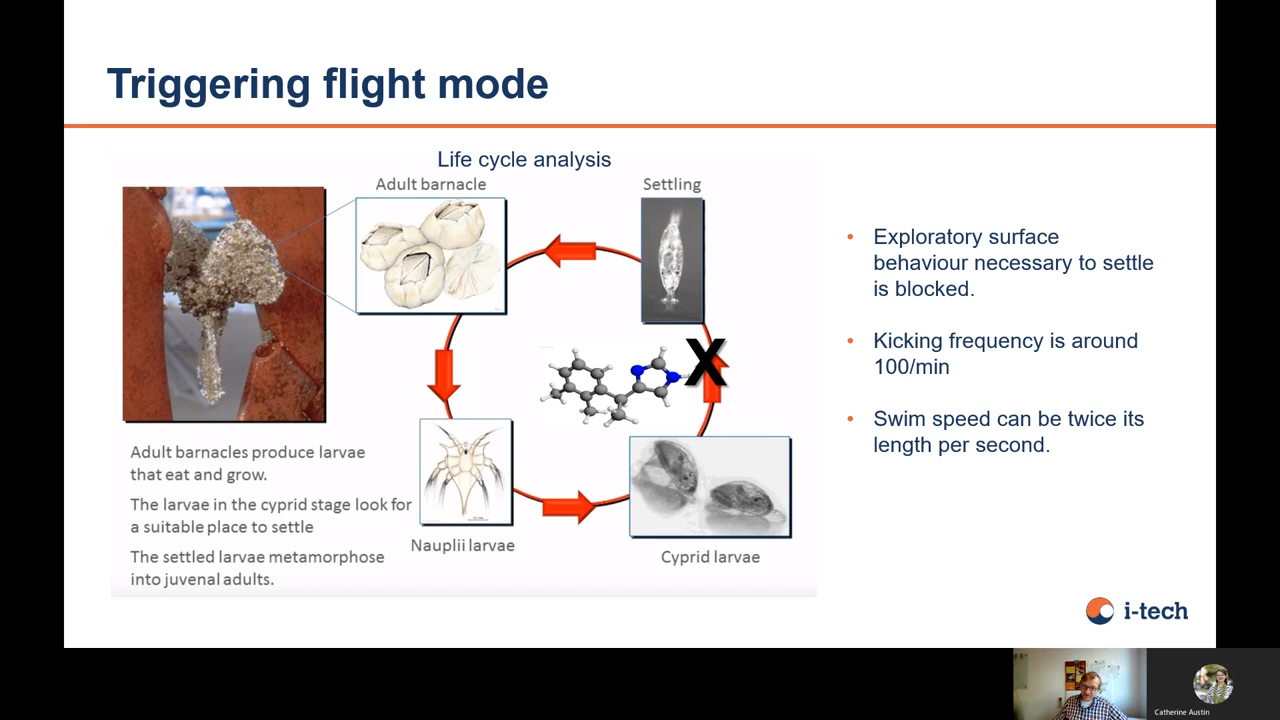 Triggering flight mode
Life cycle analysis
Adult barnacle
Settling
Adult barnacles produce larvae
that eat and grow.
The larvae in the cyprid stage look for
a suitable place to settle
The settled larvae metamorphose
into juvenal adults.
Nauplii larvae
Cyprid larvae
X
• Exploratory surface
behaviour necessary to settle
is blocked.
• Kicking frequency is around
100/min
• Swim speed can be twice its
length per second.
i-tech
Catherine Austin